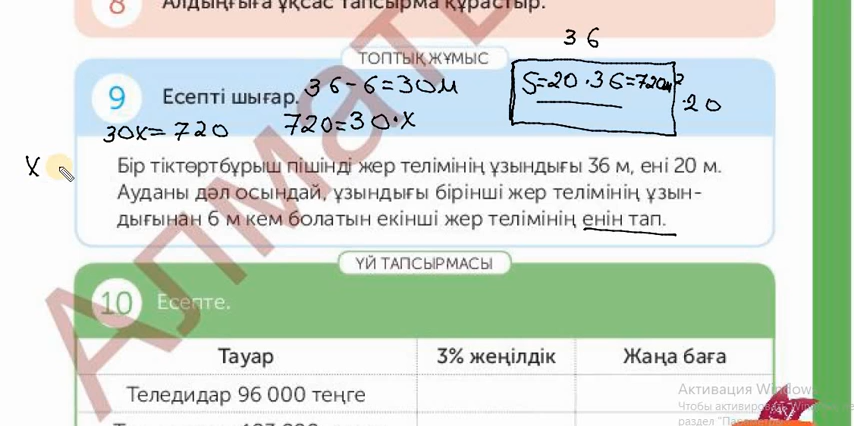 8 Алдыңғыға ұқсас тапсырма құрастыр.
36
ТОПТЫҚ ЖҰМЫС
9 Есепті шығар.
36-6=30м
S=20·36=720м²
·20
30x=720
720=30·x
x
Бір тіктөртбұрыш пішінді жер телімінің ұзындығы 36 м, ені 20 м.
Ауданы дәл осындай, ұзындығы бірінші жер телімінің ұзын-
дығынан 6 м кем болатын екінші жер телімінің енін тап.
ҮЙ ТАПСЫРМАСЫ
10 Есепте.
Тауар 3% жеңілдік Жаңа баға
Теледидар 96 000 теңге
Алматы
Активация Windows
Чтобы активировать Windows
раздел